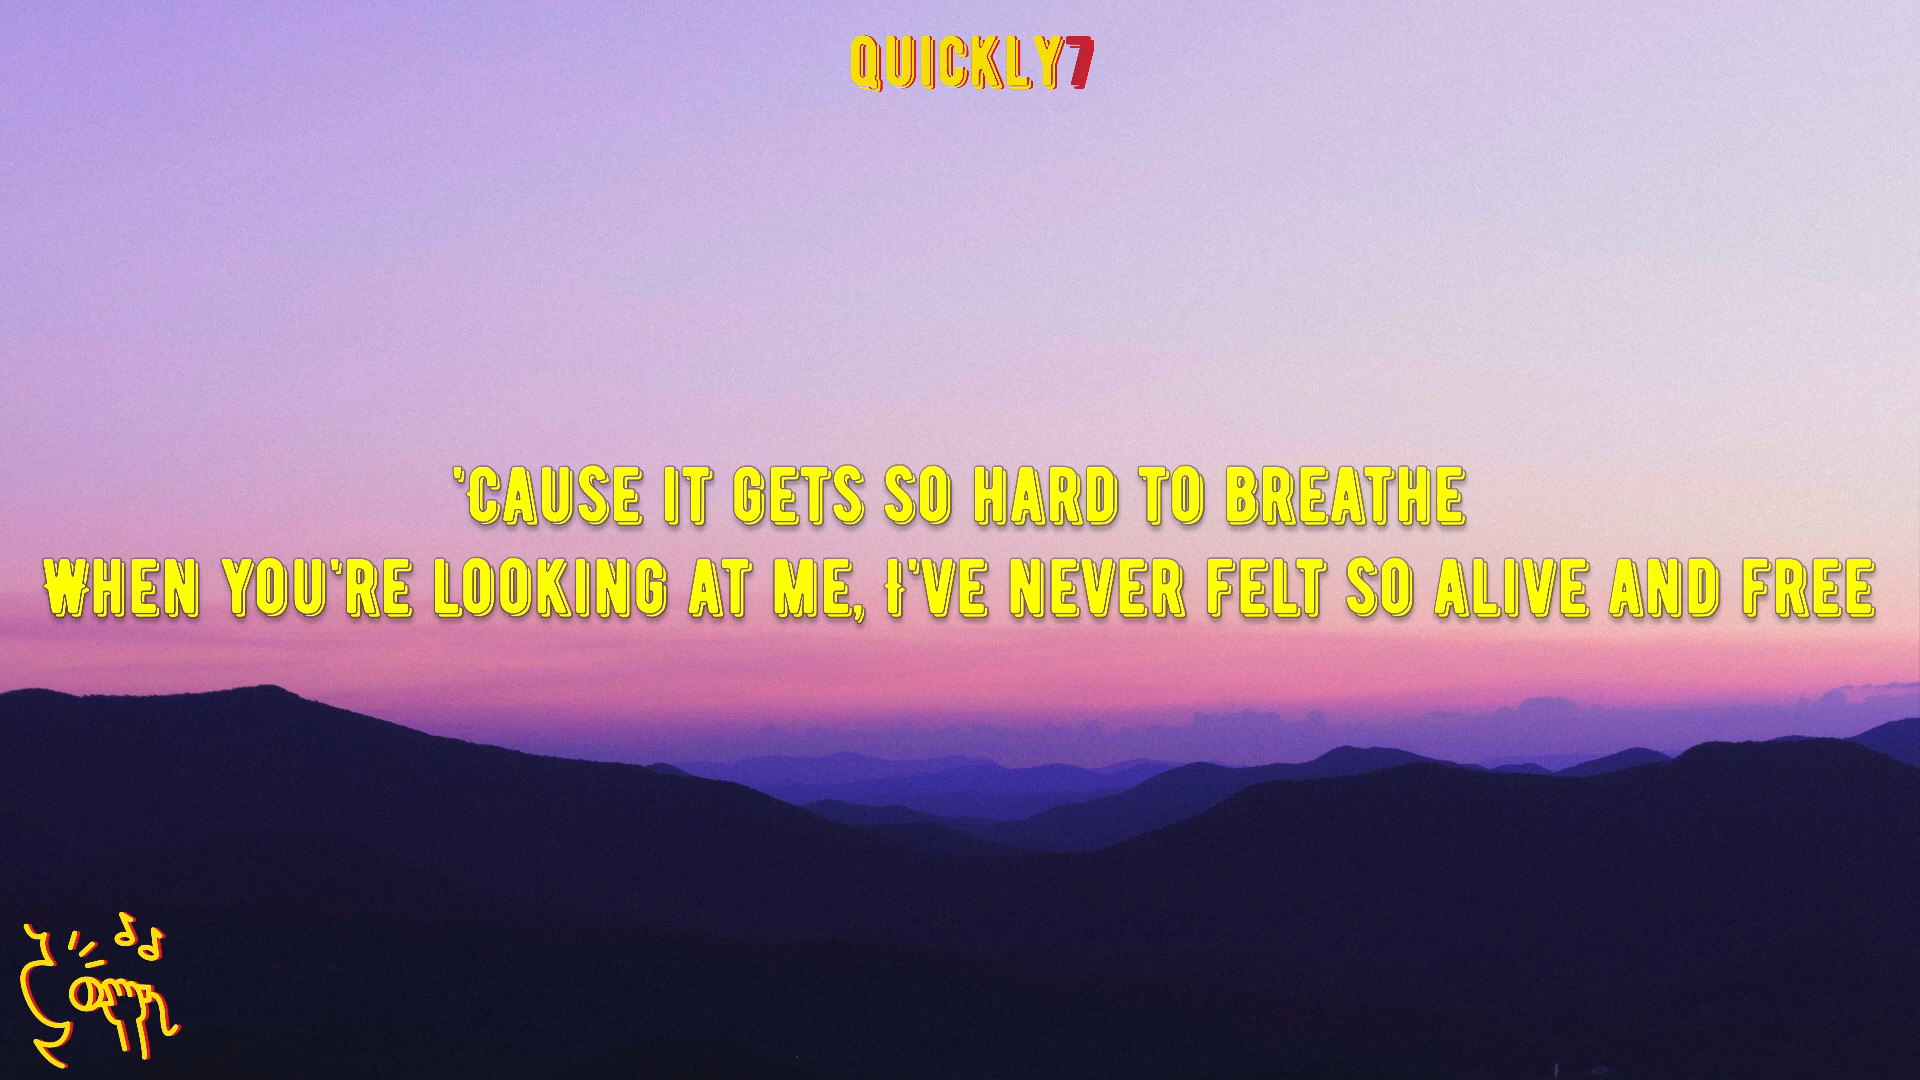 QUICKLY7
'CAUSE IT GETS SO HARD TO BREATHE
WHEN YOU'RE LOOKING AT ME, I'VE NEVER FELT SO ALIVE AND FREE